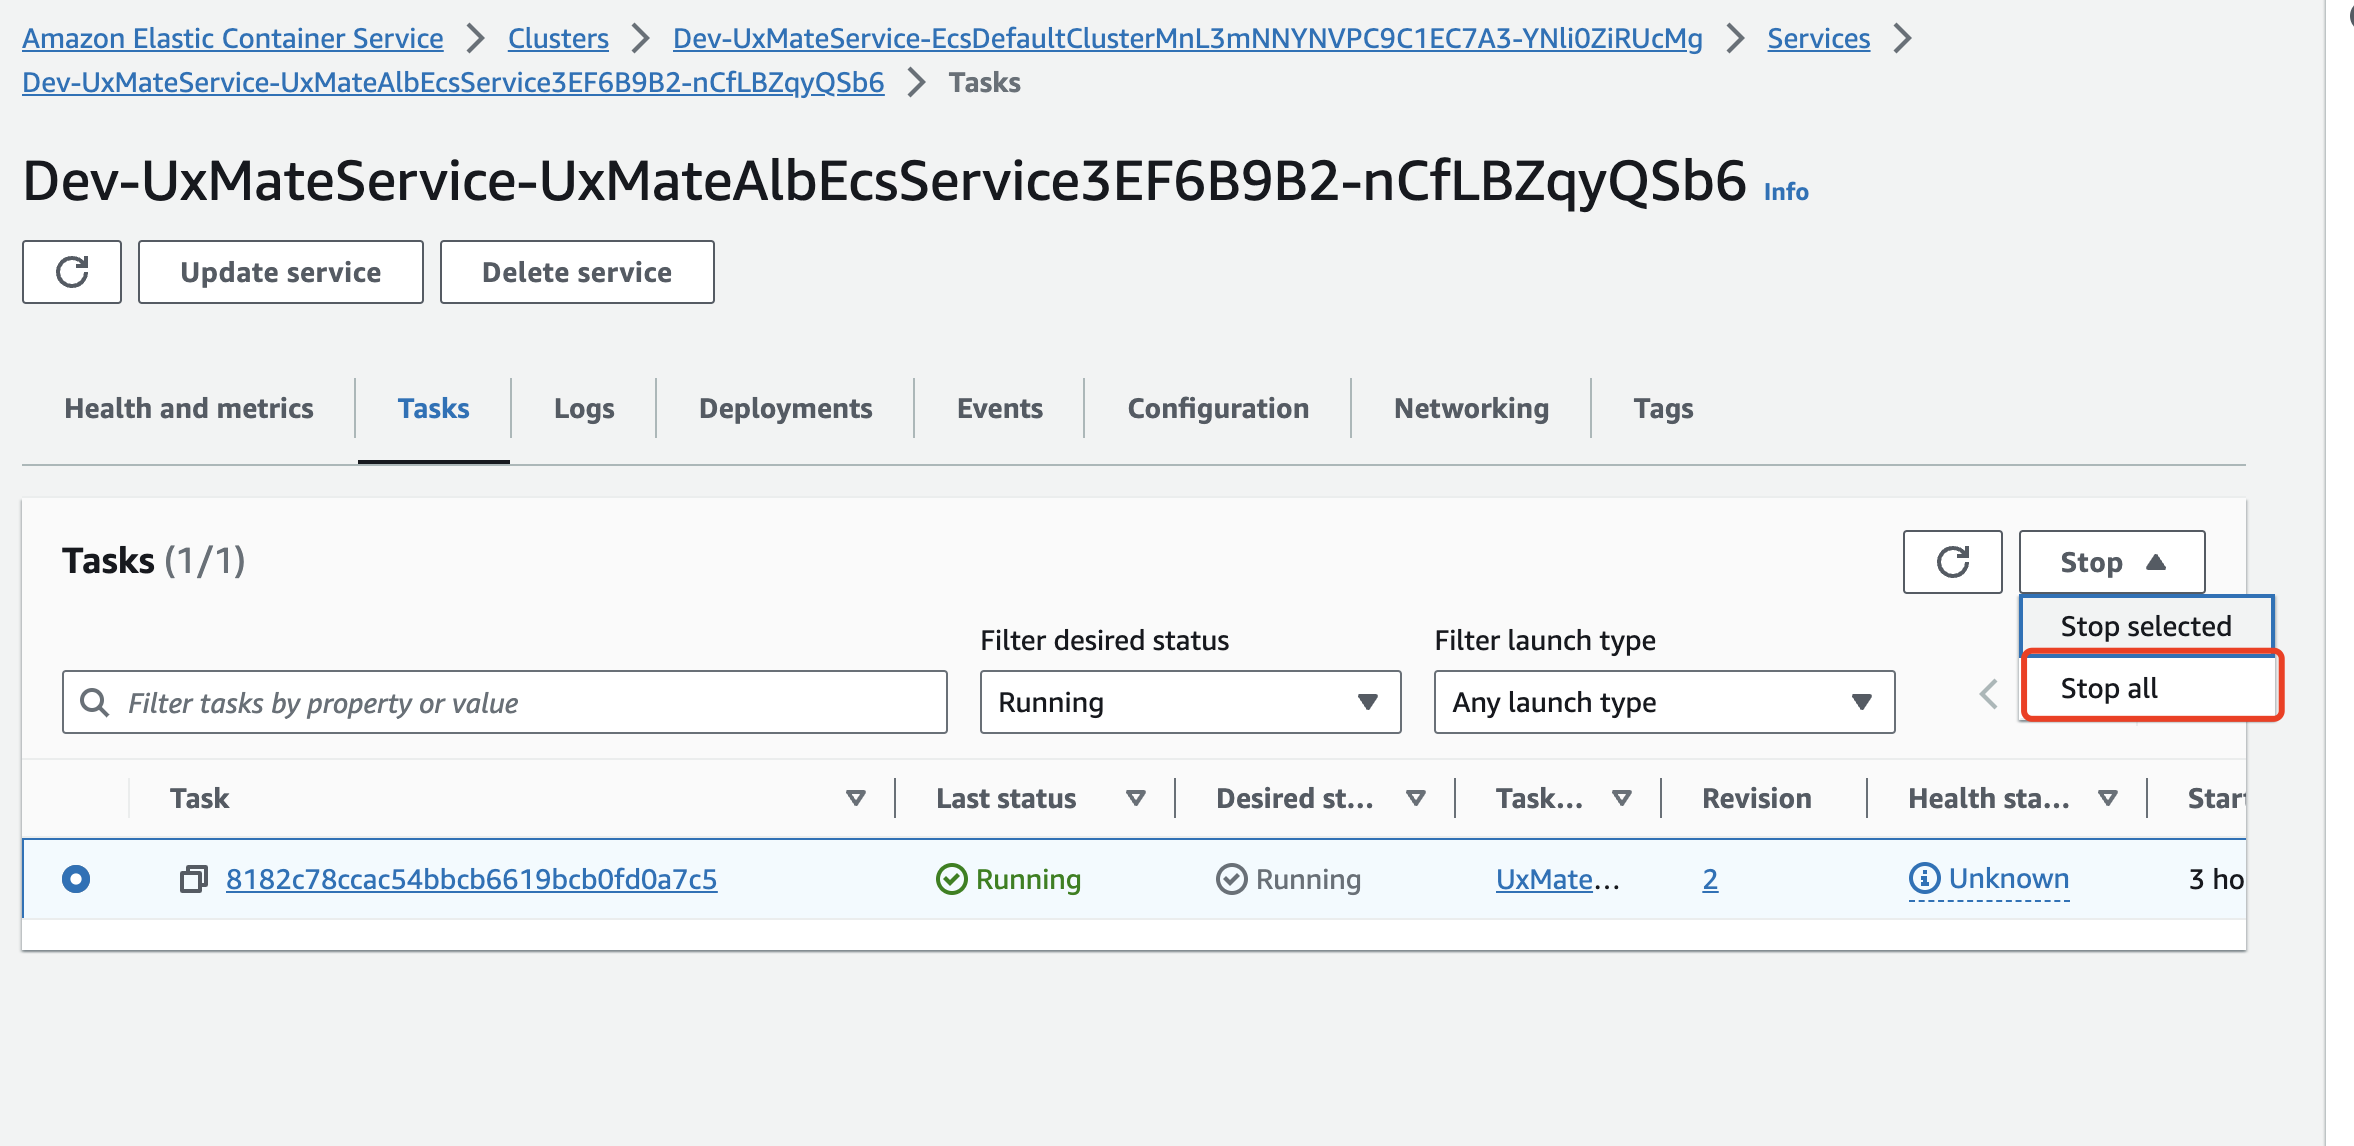 Amazon Elastic Container Service > Clusters > Dev-UxMateService-EcsDefaultClusterMnL3mNNYNVPC9C1EC7A3-YNli0ZiRUcMg > Services >
Dev-UxMateService-UxMateAlbEcsService3EF6B9B2-nCfLBZqyQSb6 > Tasks
Dev-UxMateService-UxMateAlbEcsService3EF6B9B2-nCfLBZqyQSb6 Info
Update service Delete service
Health and metrics Tasks Logs Deployments Events Configuration Networking Tags
Tasks (1/1) Stop
Stop selected
Stop all
Filter desired status Filter launch type
Filter tasks by property or value Running Any launch type
Task Last status Desired st... Task... Revision Health sta... Start
8182c78ccac54bbcb6619bcb0fd0a7c5 Running Running UxMate... 2 Unknown 3 ho